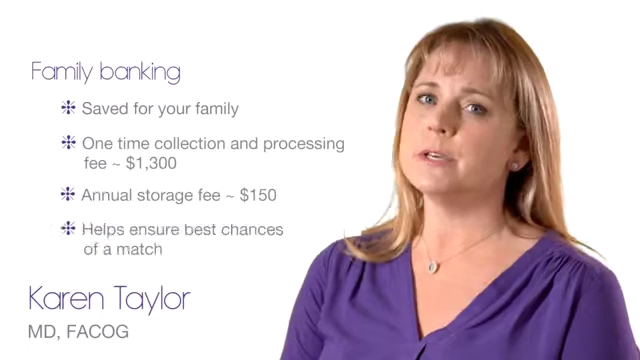 Family banking
Saved for your family
One time collection and processing
fee ~ $1,300
Annual storage fee ~ $150
Helps ensure best chances
of a match
Karen Taylor
MD, FACOG